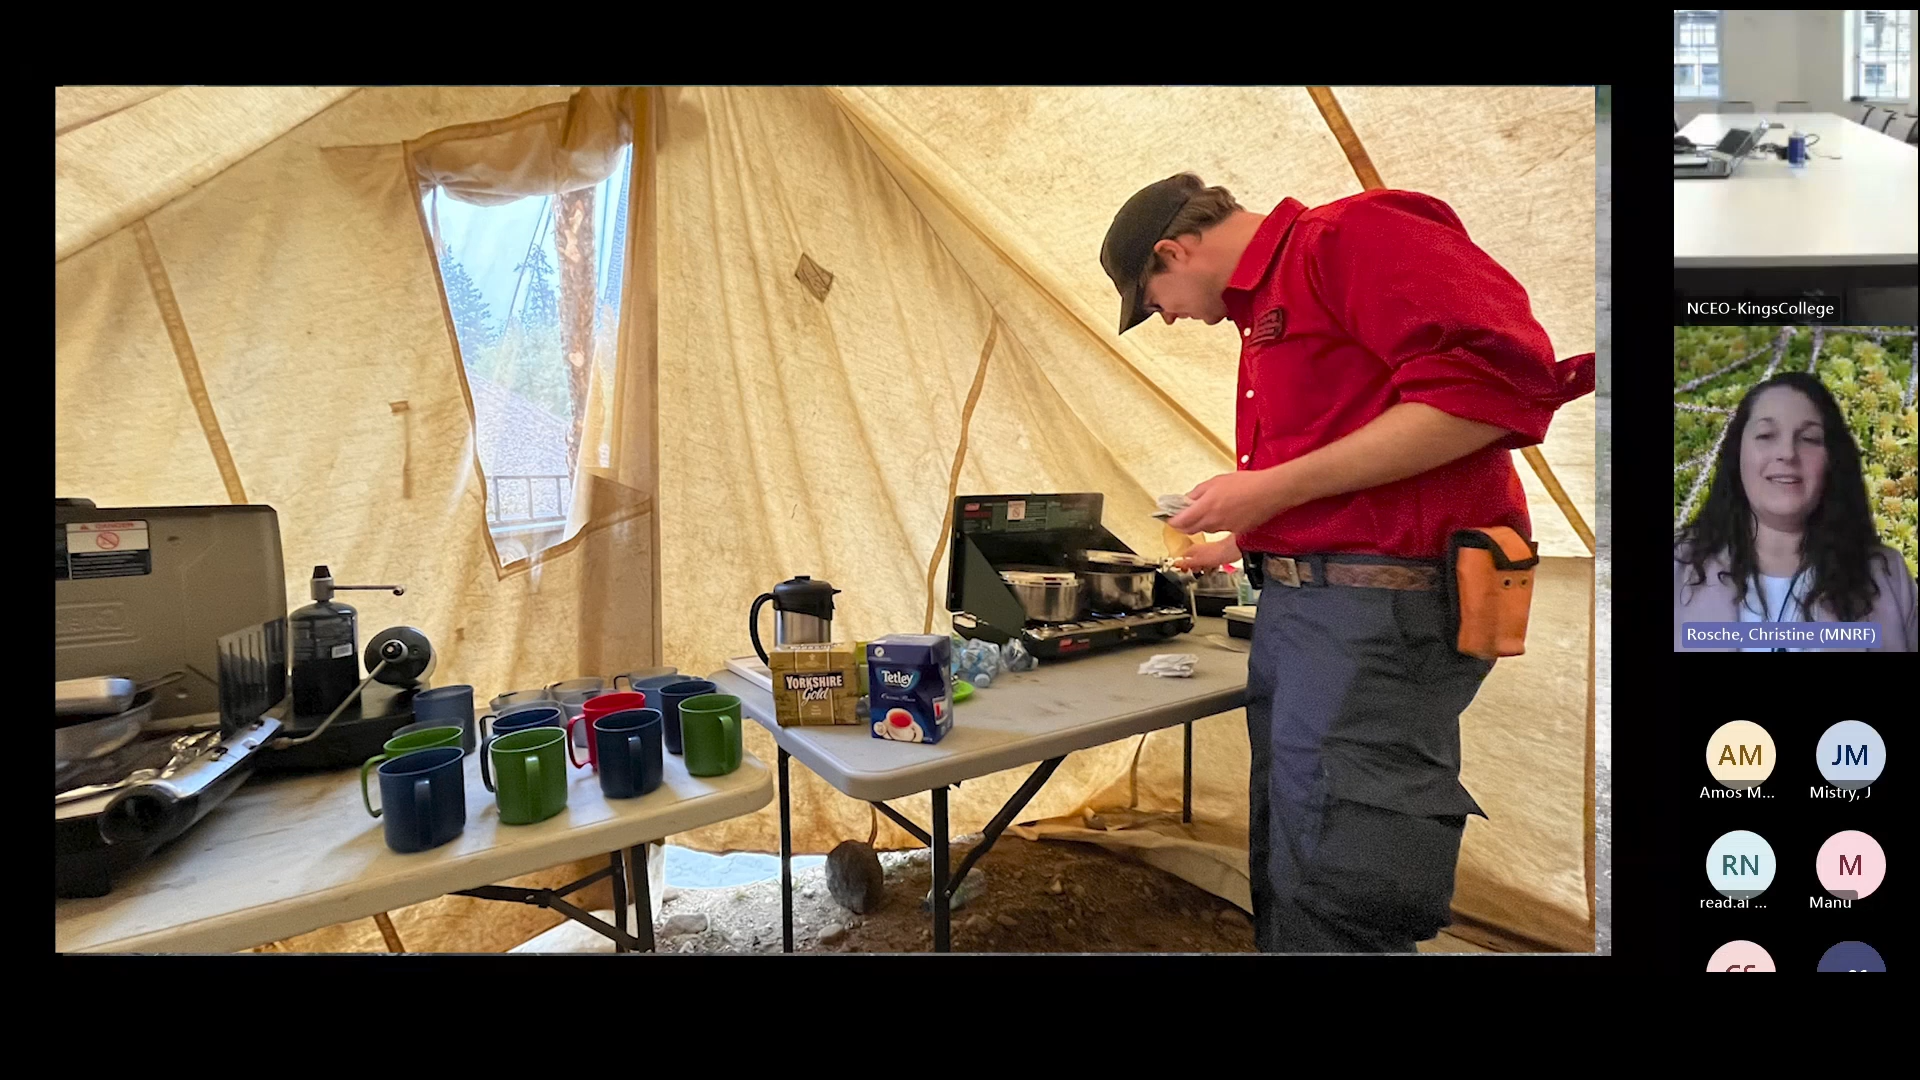 DANGER
YORKSHIRE
Gold
Tetley
NCEO-KingsCollege
Rosche, Christine (MNRF)
AM
JM
Amos M...
Mistry, J
RN
M
read.ai ...
Manu